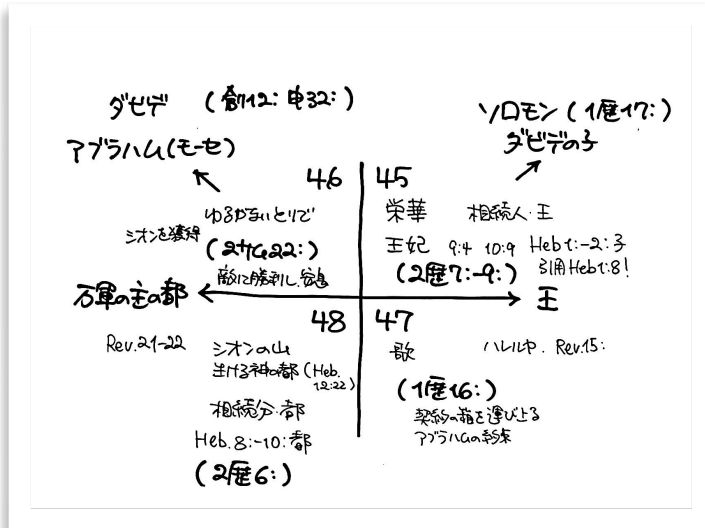 ダビデ (創12: 申32:)
アブラハム(モーセ)
ソロモン (1歴17:)
ダビデの子
46
ゆるがないとりで
シオンを獲得
(2サム22:)
敵に勝利し、安息
45
栄華 相続人・王
王妃 9:4 10:9 Heb1:-2:子
(2歴7:-9:) 引用Heb1:8!
万軍の主の都
王
48
Rev.21-22
シオンの山
生ける神の都 (Heb.
12:22)
相続分・都
Heb.8:-10:都
(2歴6:)
47
歌 ハレルヤ. Rev.15:
(1歴16:)
契約の箱を運び上る
アブラハムの約束